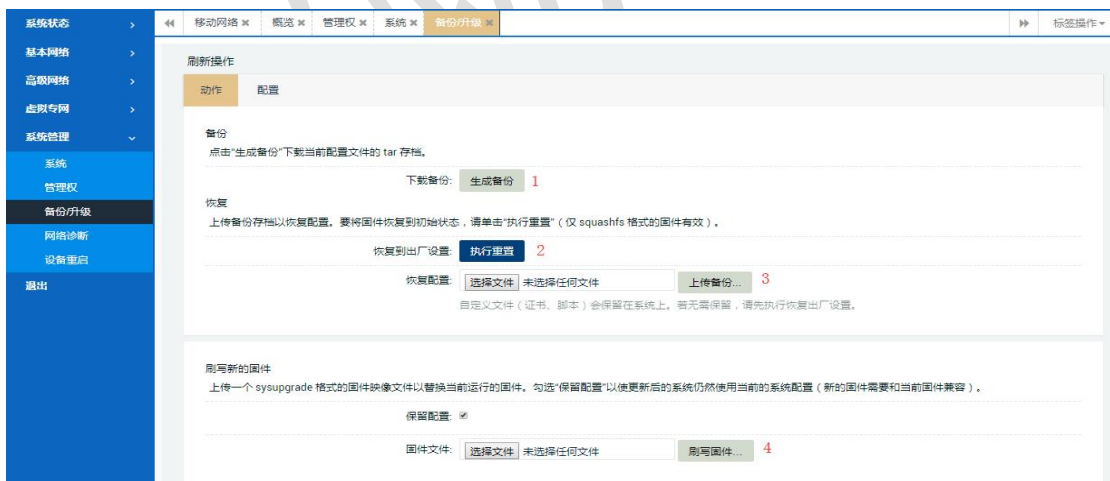 系统状态
移动网络 概览 管理权 系统 备份/升级 标签操作
基本网络
高级网络
虚拟专网
系统管理
系统
管理权
备份/升级
网络诊断
设备重启
退出
刷新操作
动作 配置
备份
点击“生成备份”下载当前配置文件的 tar 存档。
下载备份: 生成备份 1
恢复
上传备份存档以恢复配置。要将固件恢复到初始状态，请单击“执行重置”（仅 squashfs 格式的固件有效）。
恢复到出厂设置: 执行重置 2
恢复配置: 选择文件 未选择任何文件 上传备份... 3
自定义文件（证书、脚本）会保留在系统上。若无需保留，请先执行恢复出厂设置。
刷写新的固件
上传一个 sysupgrade 格式的固件映像文件以替换当前运行的固件。勾选“保留配置”以使更新后的系统仍然使用当前的系统配置（新的固件需要和当前固件兼容）。
保留配置:
固件文件: 选择文件 未选择任何文件 刷写固件... 4